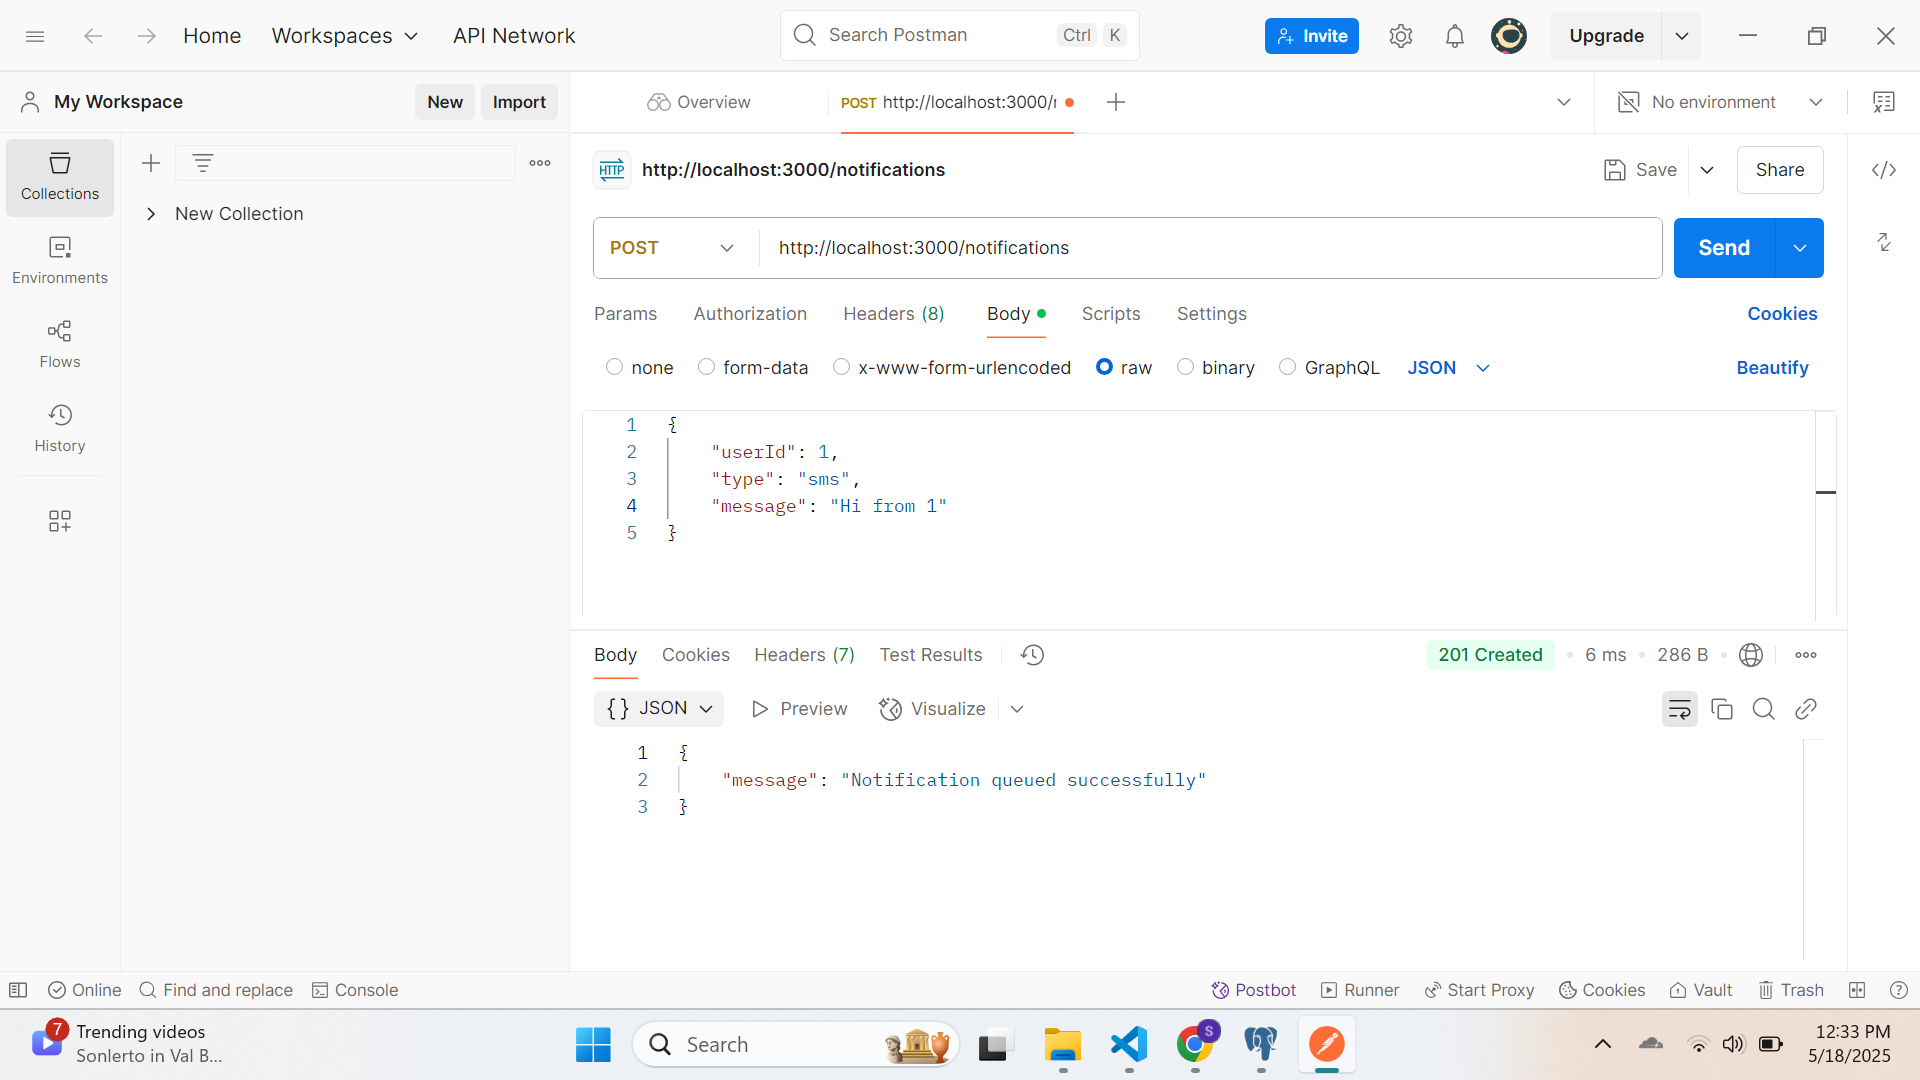 Home
Workspaces
API Network
Search Postman
Ctrl K
Invite
Upgrade
My Workspace
New
Import
Overview
POST http://localhost:3000/r
No environment
Collections
New Collection
Environments
Flows
History
HTTP
http://localhost:3000/notifications
Save
Share
POST
http://localhost:3000/notifications
Send
Params
Authorization
Headers (8)
Body
Scripts
Settings
Cookies
none
form-data
x-www-form-urlencoded
raw
binary
GraphQL
JSON
Beautify
1 {
2 "userId": 1,
3 "type": "sms",
4 "message": "Hi from 1"
5 }
Body
Cookies
Headers (7)
Test Results
201 Created
6 ms
286 B
{} JSON
Preview
Visualize
1 {
2 "message": "Notification queued successfully"
3 }
Online
Find and replace
Console
Postbot
Runner
Start Proxy
Cookies
Vault
Trash
7
Trending videos
Sonlerto in Val B...
Search
S
12:33 PM
5/18/2025